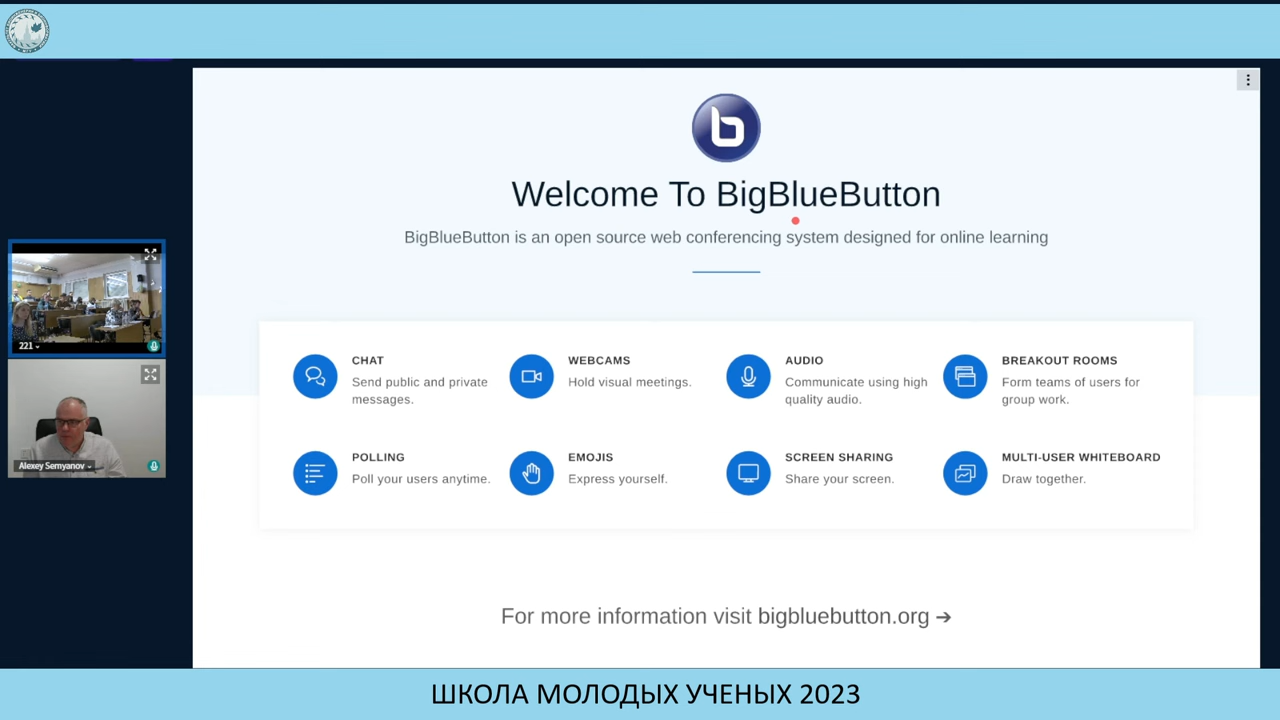 Welcome To BigBlueButton
BigBlueButton is an open source web conferencing system designed for online learning
CHAT
Send public and private
messages.
WEBCAMS
Hold visual meetings.
AUDIO
Communicate using high
quality audio.
BREAKOUT ROOMS
Form teams of users for
group work.
POLLING
Poll your users anytime.
EMOJIS
Express yourself.
SCREEN SHARING
Share your screen.
MULTI-USER WHITEBOARD
Draw together.
For more information visit bigbluebutton.org →
221
Alexey Semyanov
ШКОЛА МОЛОДЫХ УЧЕНЫХ 2023